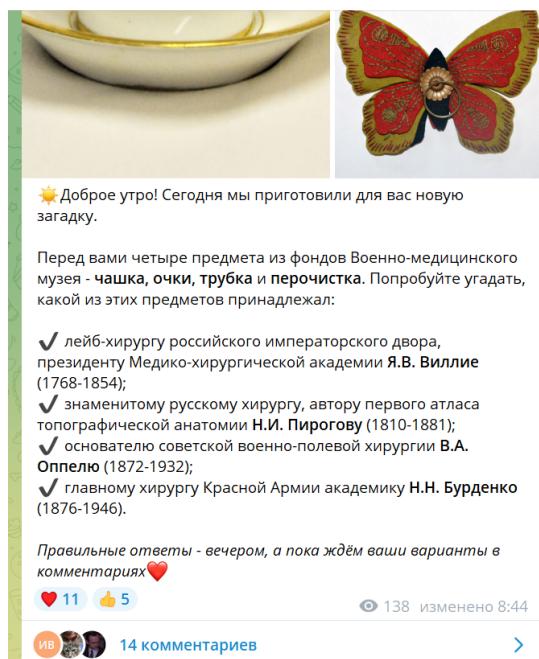 ☀️Доброе утро! Сегодня мы приготовили для вас новую
загадку.
Перед вами четыре предмета из фондов Военно-медицинского
музея - чашка, очки, трубка и перочистка. Попробуйте угадать,
какой из этих предметов принадлежал:
✔️ лейб-хирургу российского императорского двора,
президенту Медико-хирургической академии Я.В. Виллие
(1768-1854);
✔️ знаменитому русскому хирургу, автору первого атласа
топографической анатомии Н.И. Пирогову (1810-1881);
✔️ основателю советской военно-полевой хирургии В.А.
Оппелю (1872-1932);
✔️ главному хирургу Красной Армии академику Н.Н. Бурденко
(1876-1946).
Правильные ответы - вечером, а пока ждём ваши варианты в
комментариях❤️
❤️ 11 👍 5
138 изменено 8:44
ИВ 14 комментариев